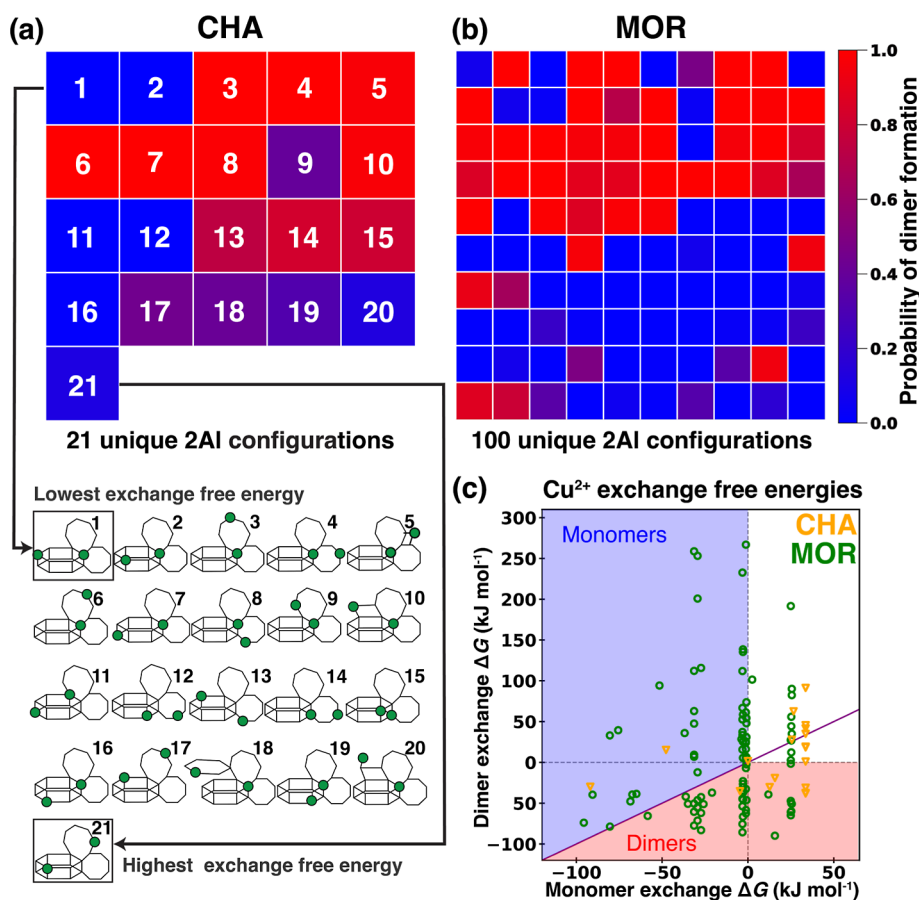 (a)
CHA
1 2 3 4 5
6 7 8 9 10
11 12 13 14 15
16 17 18 19 20
21
21 unique 2Al configurations
(b)
MOR
1.0
0.8
0.6
0.4
0.2
0.0
Probability of dimer formation
100 unique 2Al configurations
Lowest exchange free energy
1 2 3 4 5
6 7 8 9 10
11 12 13 14 15
16 17 18 19 20
21
Highest exchange free energy
(c)
Cu²⁺ exchange free energies
Monomers
CHA
MOR
Dimers
300
250
200
150
100
50
0
−50
−100
Dimer exchange ΔG (kJ mol⁻¹)
−100 −50 0 50
Monomer exchange ΔG (kJ mol⁻¹)